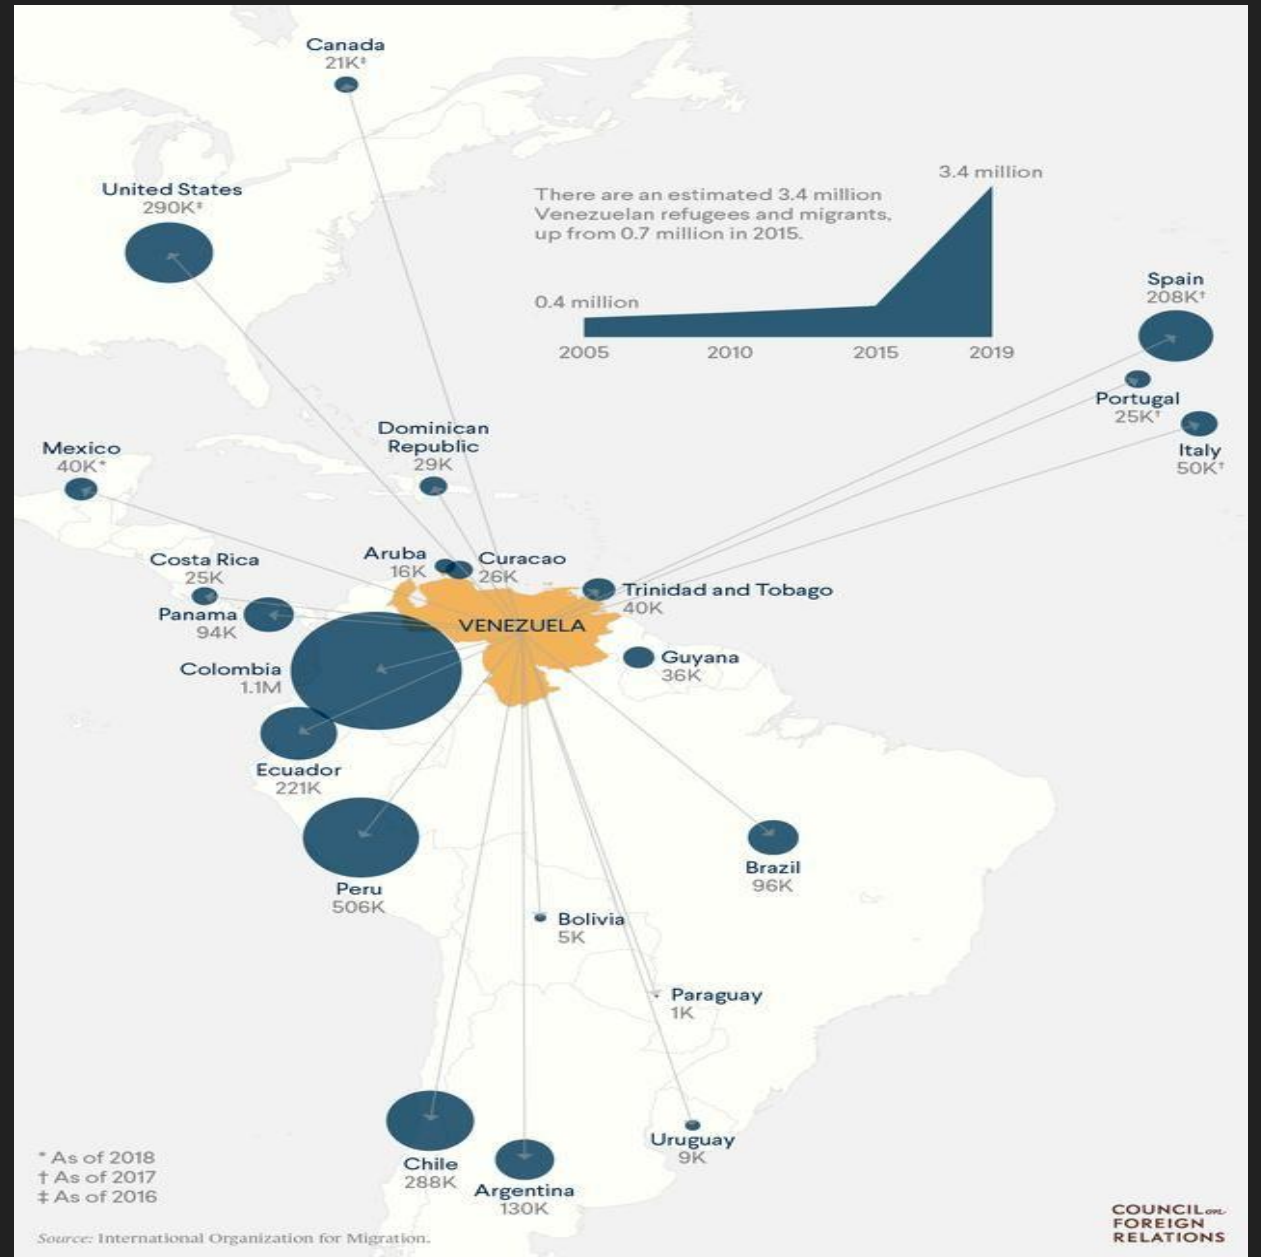 Canada
21K‡
United States
290K‡
There are an estimated 3.4 million
Venezuelan refugees and migrants,
up from 0.7 million in 2015.
3.4 million
0.4 million
2005 2010 2015 2019
Spain
208K†
Portugal
25K†
Italy
50K†
Mexico
40K*
Dominican
Republic
29K
Costa Rica
25K
Aruba
16K
Curacao
26K
Trinidad and Tobago
40K
Panama
94K
VENEZUELA
Colombia
1.1M
Guyana
36K
Ecuador
221K
Peru
506K
Brazil
96K
Bolivia
5K
Paraguay
1K
Uruguay
9K
Chile
288K
Argentina
130K
* As of 2018
† As of 2017
‡ As of 2016
Source: International Organization for Migration.
COUNCIL on
FOREIGN
RELATIONS